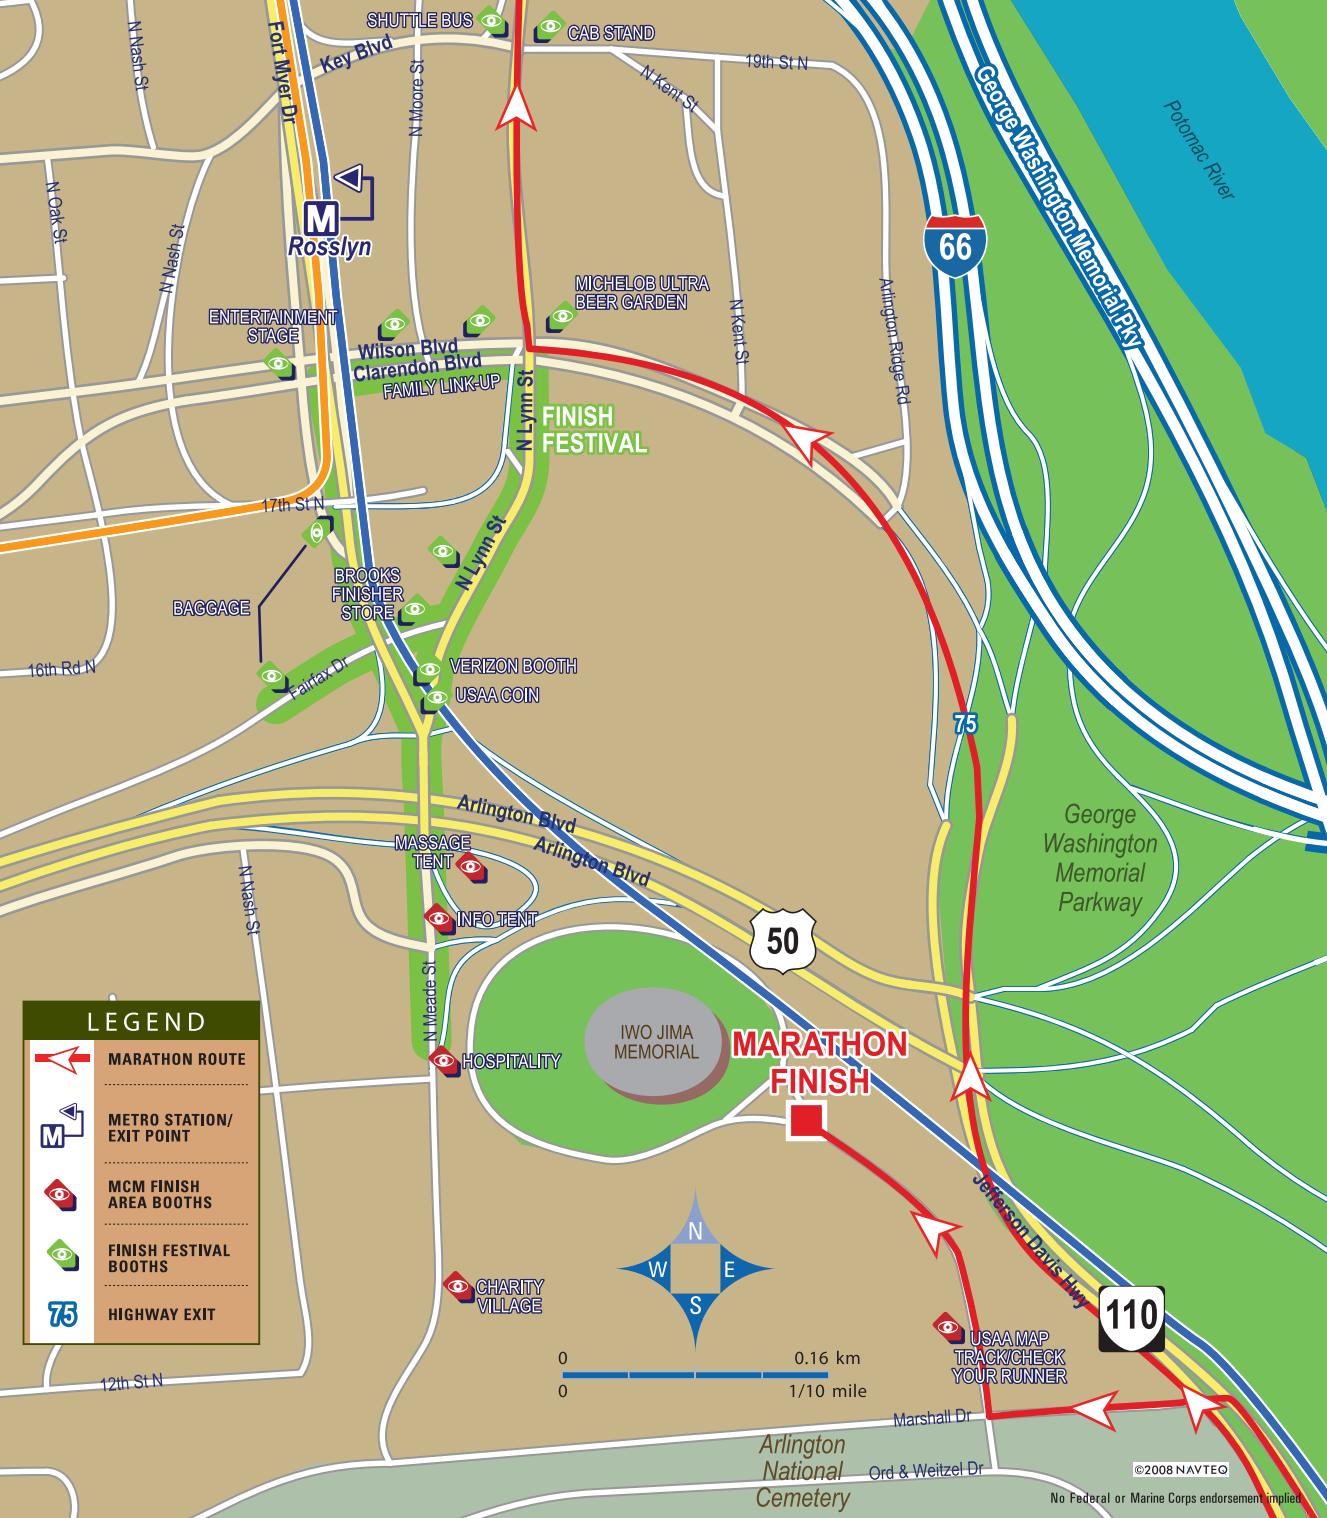 SHUTTLE BUS
CAB STAND
N Nash St
Fort Myer Dr
Key Blvd
N Moore St
19th St N
N Kent St
George Washington Memorial Pky
Potomac River
N Oak St
N Nash St
M
Rosslyn
66
Arlington Ridge Rd
N Kent St
MICHELOB ULTRA
BEER GARDEN
ENTERTAINMENT
STAGE
Wilson Blvd
Clarendon Blvd
FAMILY LINK-UP
N Lynn St
FINISH
FESTIVAL
17th St N
N Lynn St
BROOKS
FINISHER
STORE
BAGGAGE
16th Rd N
Fairfax Dr
VERIZON BOOTH
USAA COIN
75
Arlington Blvd
Arlington Blvd
MASSAGE
TENT
INFO TENT
N Nash St
N Meade St
50
George
Washington
Memorial
Parkway
IWO JIMA
MEMORIAL
MARATHON
FINISH
HOSPITALITY
LEGEND
MARATHON ROUTE
M
METRO STATION/
EXIT POINT
MCM FINISH
AREA BOOTHS
FINISH FESTIVAL
BOOTHS
75
HIGHWAY EXIT
Jefferson Davis Hwy
110
N
W
E
S
CHARITY
VILLAGE
USAA MAP
TRACK/CHECK
YOUR RUNNER
0
0.16 km
0
1/10 mile
12th St N
Marshall Dr
Arlington
National
Cemetery
Ord & Weitzel Dr
©2008 NAVTEQ
No Federal or Marine Corps endorsement implied